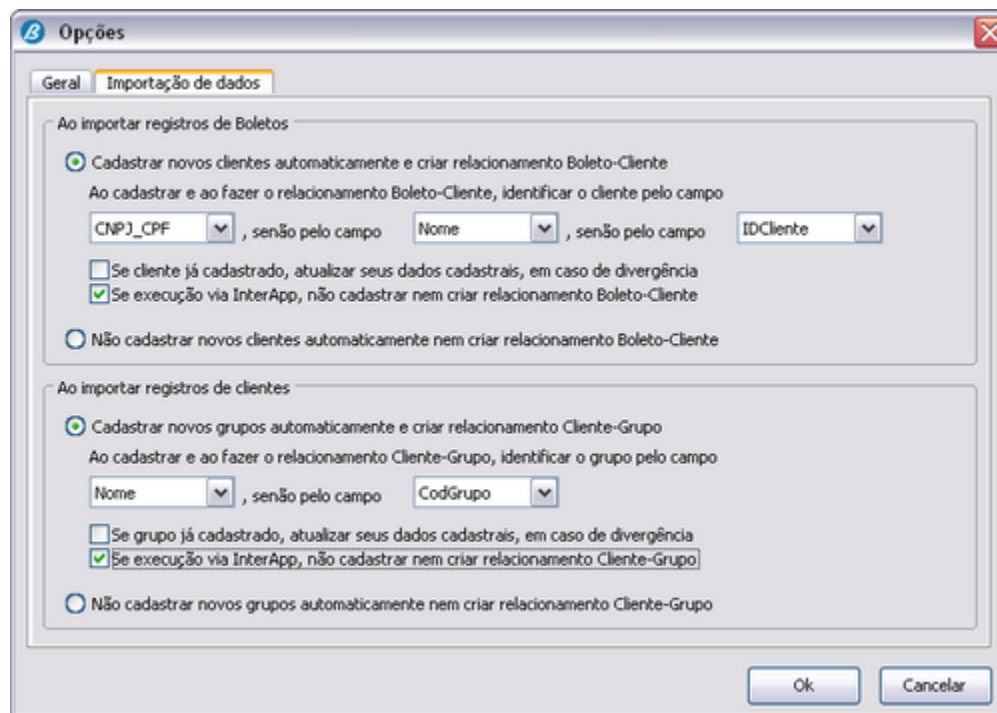 Opções
Geral Importação de dados
Ao importar registros de Boletos
Cadastrar novos clientes automaticamente e criar relacionamento Boleto-Cliente
Ao cadastrar e ao fazer o relacionamento Boleto-Cliente, identificar o cliente pelo campo
CNPJ_CPF , senão pelo campo Nome , senão pelo campo IDCliente
Se cliente já cadastrado, atualizar seus dados cadastrais, em caso de divergência
Se execução via InterApp, não cadastrar nem criar relacionamento Boleto-Cliente
Não cadastrar novos clientes automaticamente nem criar relacionamento Boleto-Cliente
Ao importar registros de clientes
Cadastrar novos grupos automaticamente e criar relacionamento Cliente-Grupo
Ao cadastrar e ao fazer o relacionamento Cliente-Grupo, identificar o grupo pelo campo
Nome , senão pelo campo CodGrupo
Se grupo já cadastrado, atualizar seus dados cadastrais, em caso de divergência
Se execução via InterApp, não cadastrar nem criar relacionamento Cliente-Grupo
Não cadastrar novos grupos automaticamente nem criar relacionamento Cliente-Grupo
Ok Cancelar